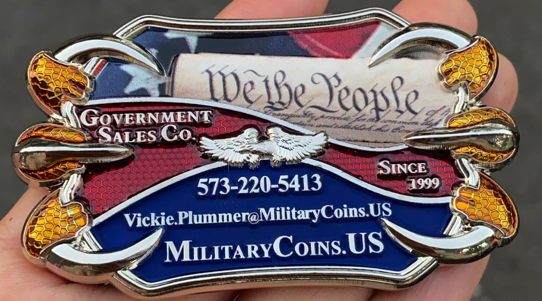 We the People
GOVERNMENT
SALES CO.
SINCE
1999
573-220-5413
Vickie.Plummer@MilitaryCoins.US
MILITARYCOINS.US